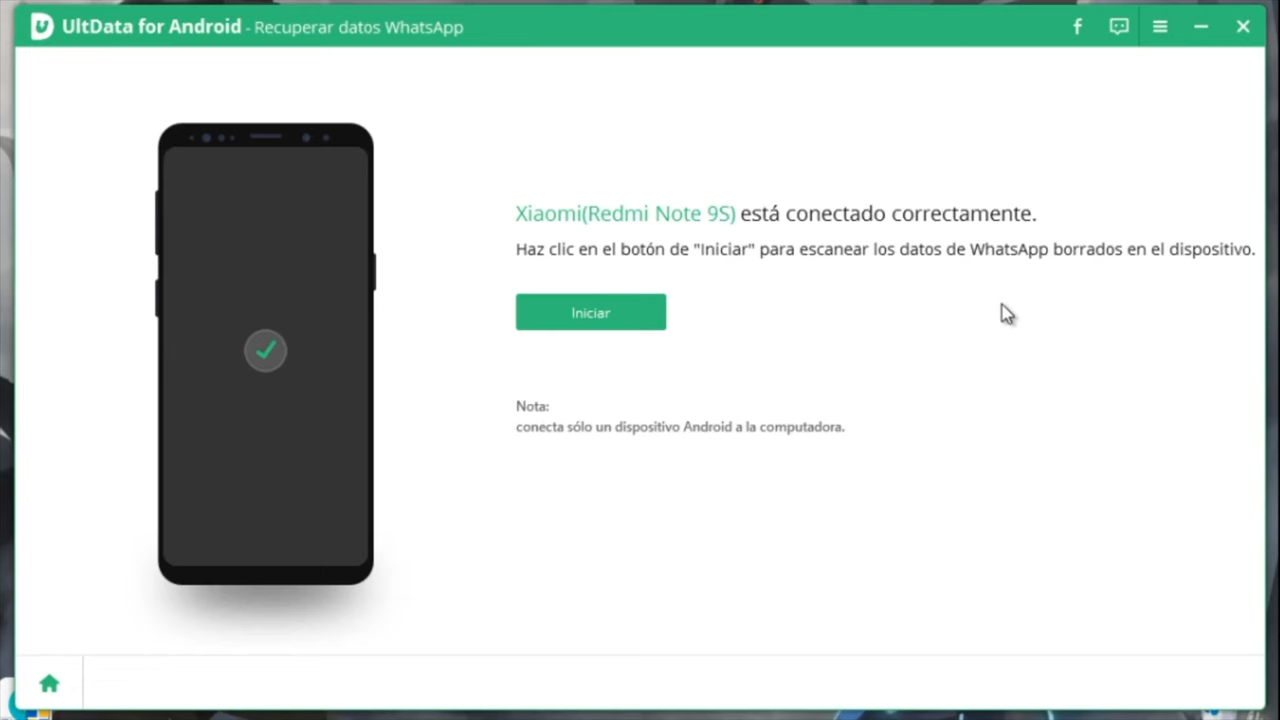 UltData for Android - Recuperar datos WhatsApp
Xiaomi(Redmi Note 9S) está conectado correctamente.
Haz clic en el botón de "Iniciar" para escanear los datos de WhatsApp borrados en el dispositivo.
Iniciar
Nota:
conecta sólo un dispositivo Android a la computadora.